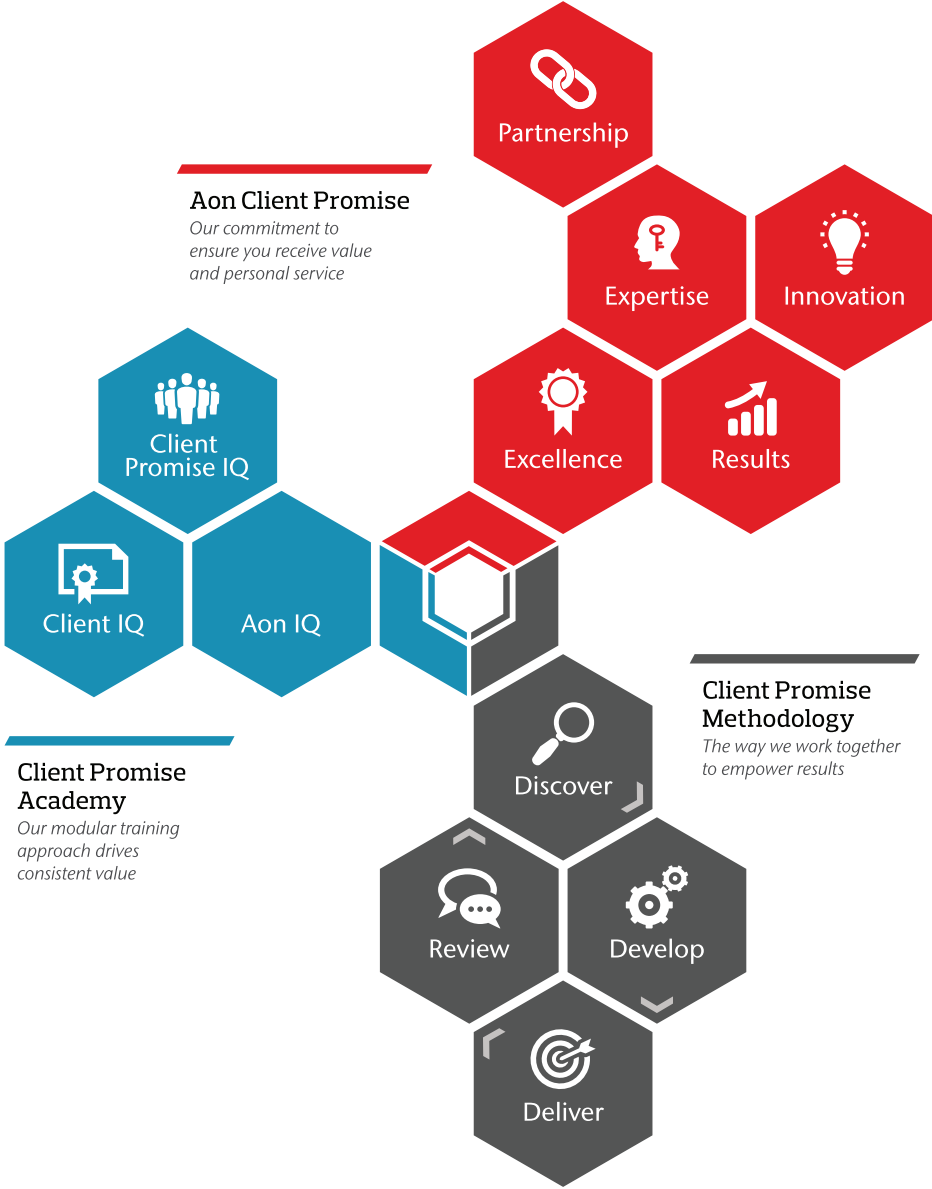 Partnership
Aon Client Promise
Our commitment to
ensure you receive value
and personal service
Expertise
Innovation
Client
Promise IQ
Excellence
Results
Client IQ
Aon IQ
Client Promise
Methodology
The way we work together
to empower results
Client Promise
Academy
Our modular training
approach drives
consistent value
Discover
Review
Develop
Deliver